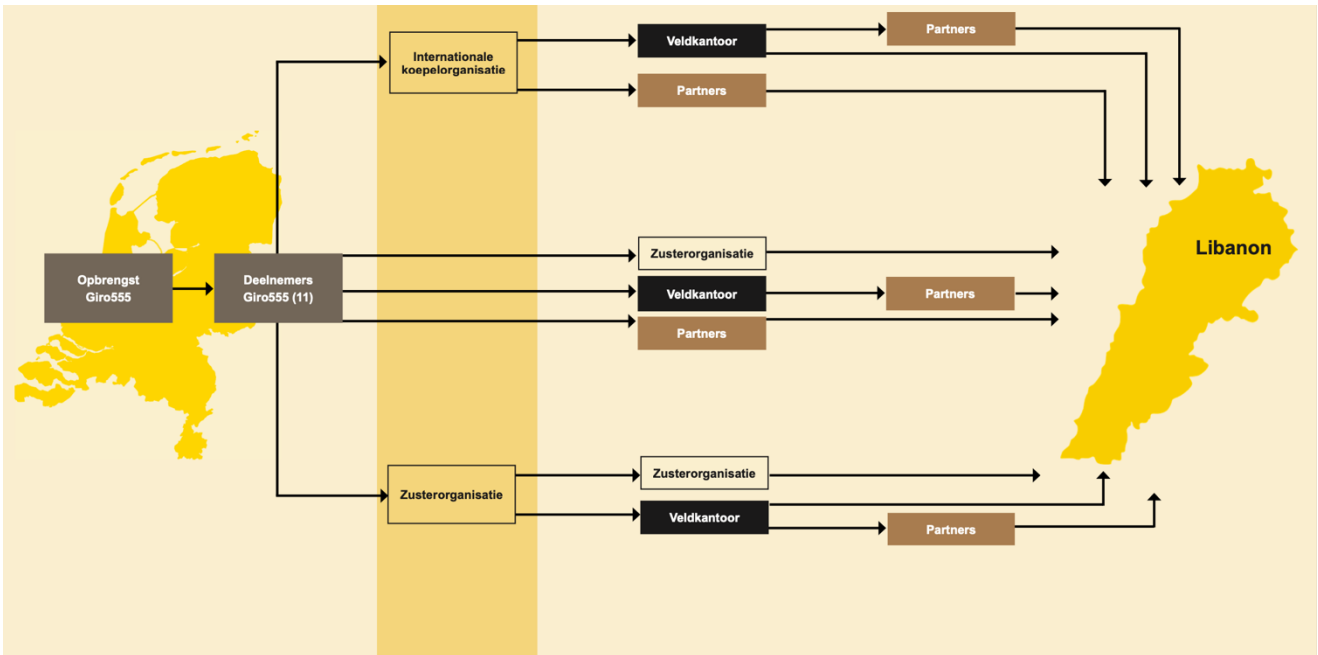 Internationale
koepelorganisatie
Veldkantoor
Partners
Partners
Opbrengst
Giro555
Deelnemers
Giro555 (11)
Zusterorganisatie
Veldkantoor
Partners
Partners
Libanon
Zusterorganisatie
Zusterorganisatie
Veldkantoor
Partners